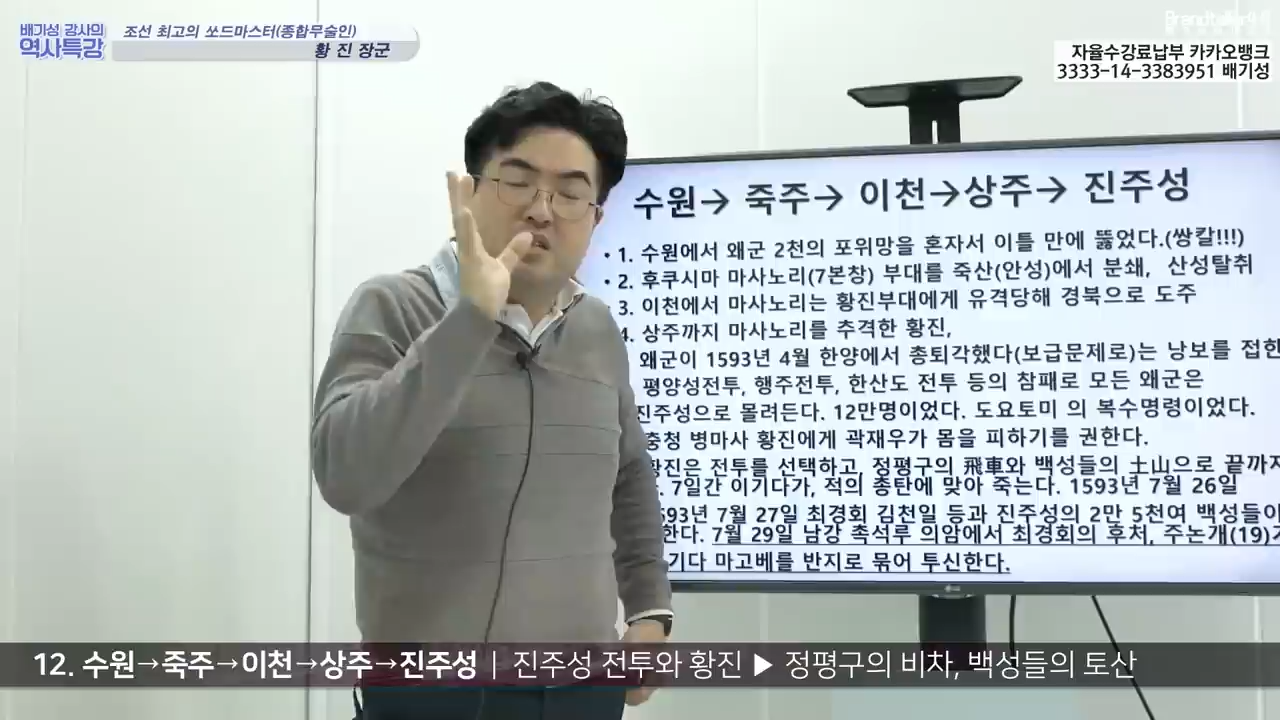 배기성 강사의
역사특강
조선 최고의 쏘드마스터(종합무술인)
황 진 장군
자율수강료납부 카카오뱅크
3333-14-3383951 배기성
수원→ 죽주→ 이천→상주→ 진주성
• 1. 수원에서 왜군 2천의 포위망을 혼자서 이틀 만에 뚫었다.(쌍칼!!!)
• 2. 후쿠시마 마사노리(7본창) 부대를 죽산(안성)에서 분쇄, 산성탈취
• 3. 이천에서 마사노리는 황진부대에게 유격당해 경북으로 도주
4. 상주까지 마사노리를 추격한 황진,
왜군이 1593년 4월 한양에서 총퇴각했다(보급문제로)는 낭보를 접한
평양성전투, 행주전투, 한산도 전투 등의 참패로 모든 왜군은
진주성으로 몰려든다. 12만명이었다. 도요토미 의 복수명령이었다.
충청 병마사 황진에게 곽재우가 몸을 피하기를 권한다.
황진은 전투를 선택하고, 정평구의 飛車와 백성들의 土山으로 끝까지
. 7일간 이기다가, 적의 총탄에 맞아 죽는다. 1593년 7월 26일
593년 7월 27일 최경회 김천일 등과 진주성의 2만 5천여 백성들이
한다. 7월 29일 남강 촉석루 의암에서 최경회의 후처, 주논개(19)가
기다 마고베를 반지로 묶어 투신한다.
12. 수원→죽주→이천→상주→진주성 | 진주성 전투와 황진 ▶ 정평구의 비차, 백성들의 토산